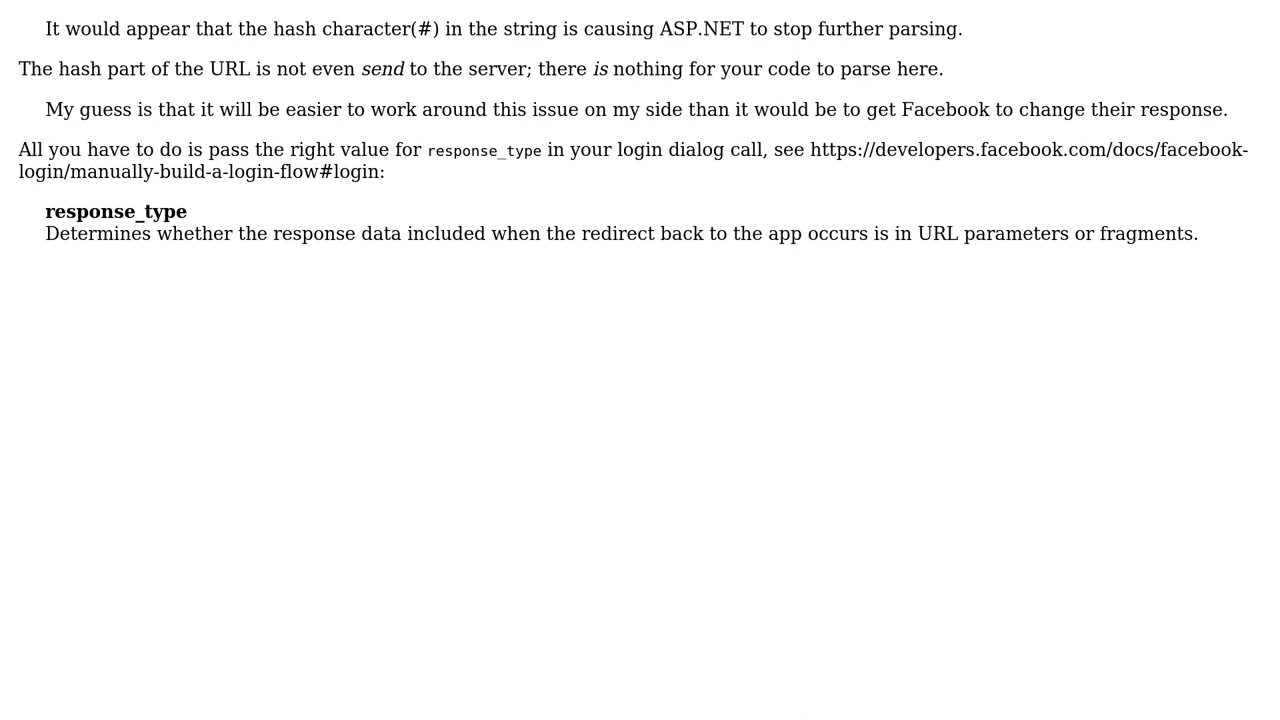 It would appear that the hash character(#) in the string is causing ASP.NET to stop further parsing.
The hash part of the URL is not even send to the server; there is nothing for your code to parse here.
My guess is that it will be easier to work around this issue on my side than it would be to get Facebook to change their response.
All you have to do is pass the right value for response_type in your login dialog call, see https://developers.facebook.com/docs/facebook-
login/manually-build-a-login-flow#login:
response_type
Determines whether the response data included when the redirect back to the app occurs is in URL parameters or fragments.